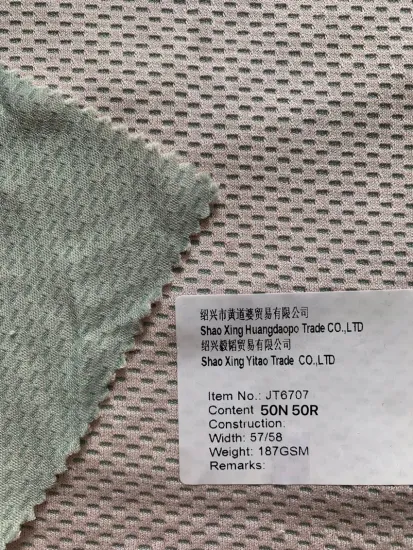 绍兴市黄道婆贸易有限公司
Shao Xing Huangdaopo Trade CO.,LTD
绍兴毅韬贸易有限公司
Shao Xing Yitao Trade CO.,LTD
Item No.: JT6707
Content 50N 50R
Construction:
Width: 57/58
Weight: 187GSM
Remarks: